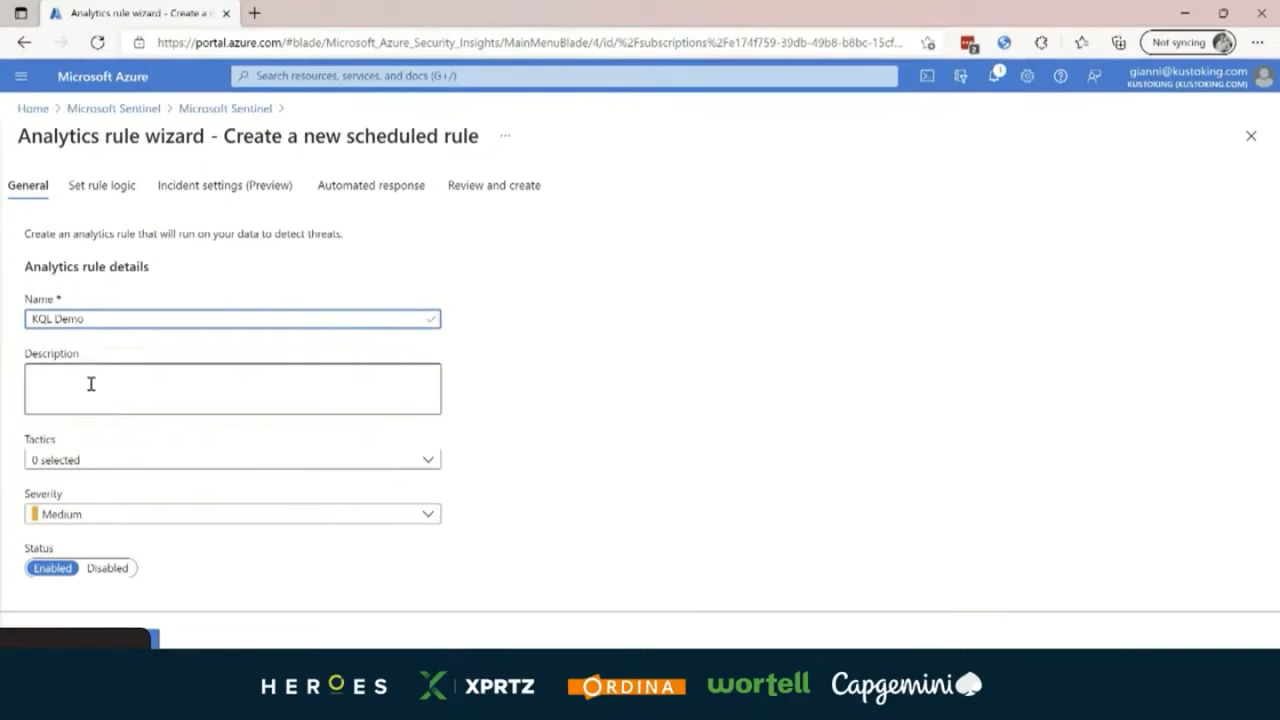 Analytics rule wizard - Create a
https://portal.azure.com/#blade/Microsoft_Azure_Security_Insights/MainMenuBlade/4/id/%2Fsubscriptions%2Fe174f759-39db-49b8-b8bc-15cf...
2
Not syncing
Microsoft Azure
Search resources, services, and docs (G+/)
1
gianni@kustoking.com
KUSTOKING (KUSTOKING.COM)
Home > Microsoft Sentinel > Microsoft Sentinel >
Analytics rule wizard - Create a new scheduled rule ...
General Set rule logic Incident settings (Preview) Automated response Review and create
Create an analytics rule that will run on your data to detect threats.
Analytics rule details
Name *
KQL Demo
Description
Tactics
0 selected
Severity
Medium
Status
Enabled Disabled
HEROES XPRTZ ORDINA wortell Capgemini